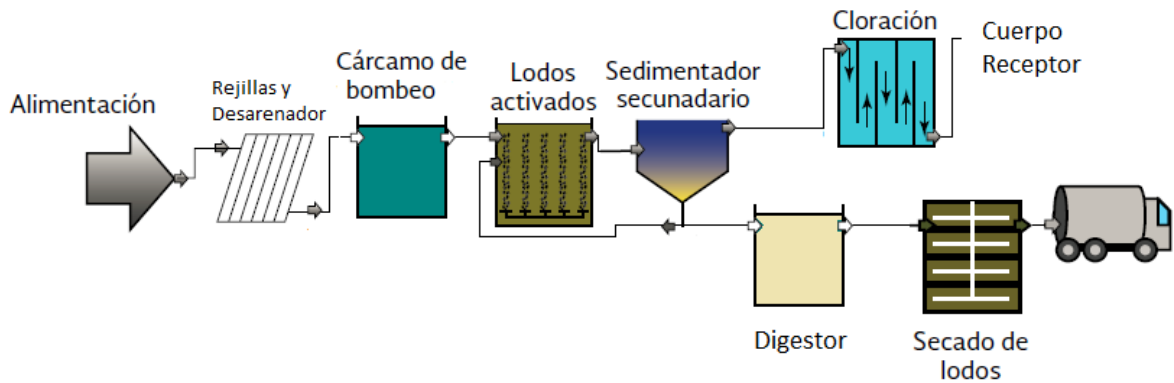 Alimentación
Rejillas y
Desarenador
Cárcamo de
bombeo
Lodos
activados
Sedimentador
secunadario
Cloración
Cuerpo
Receptor
Digestor
Secado de
lodos